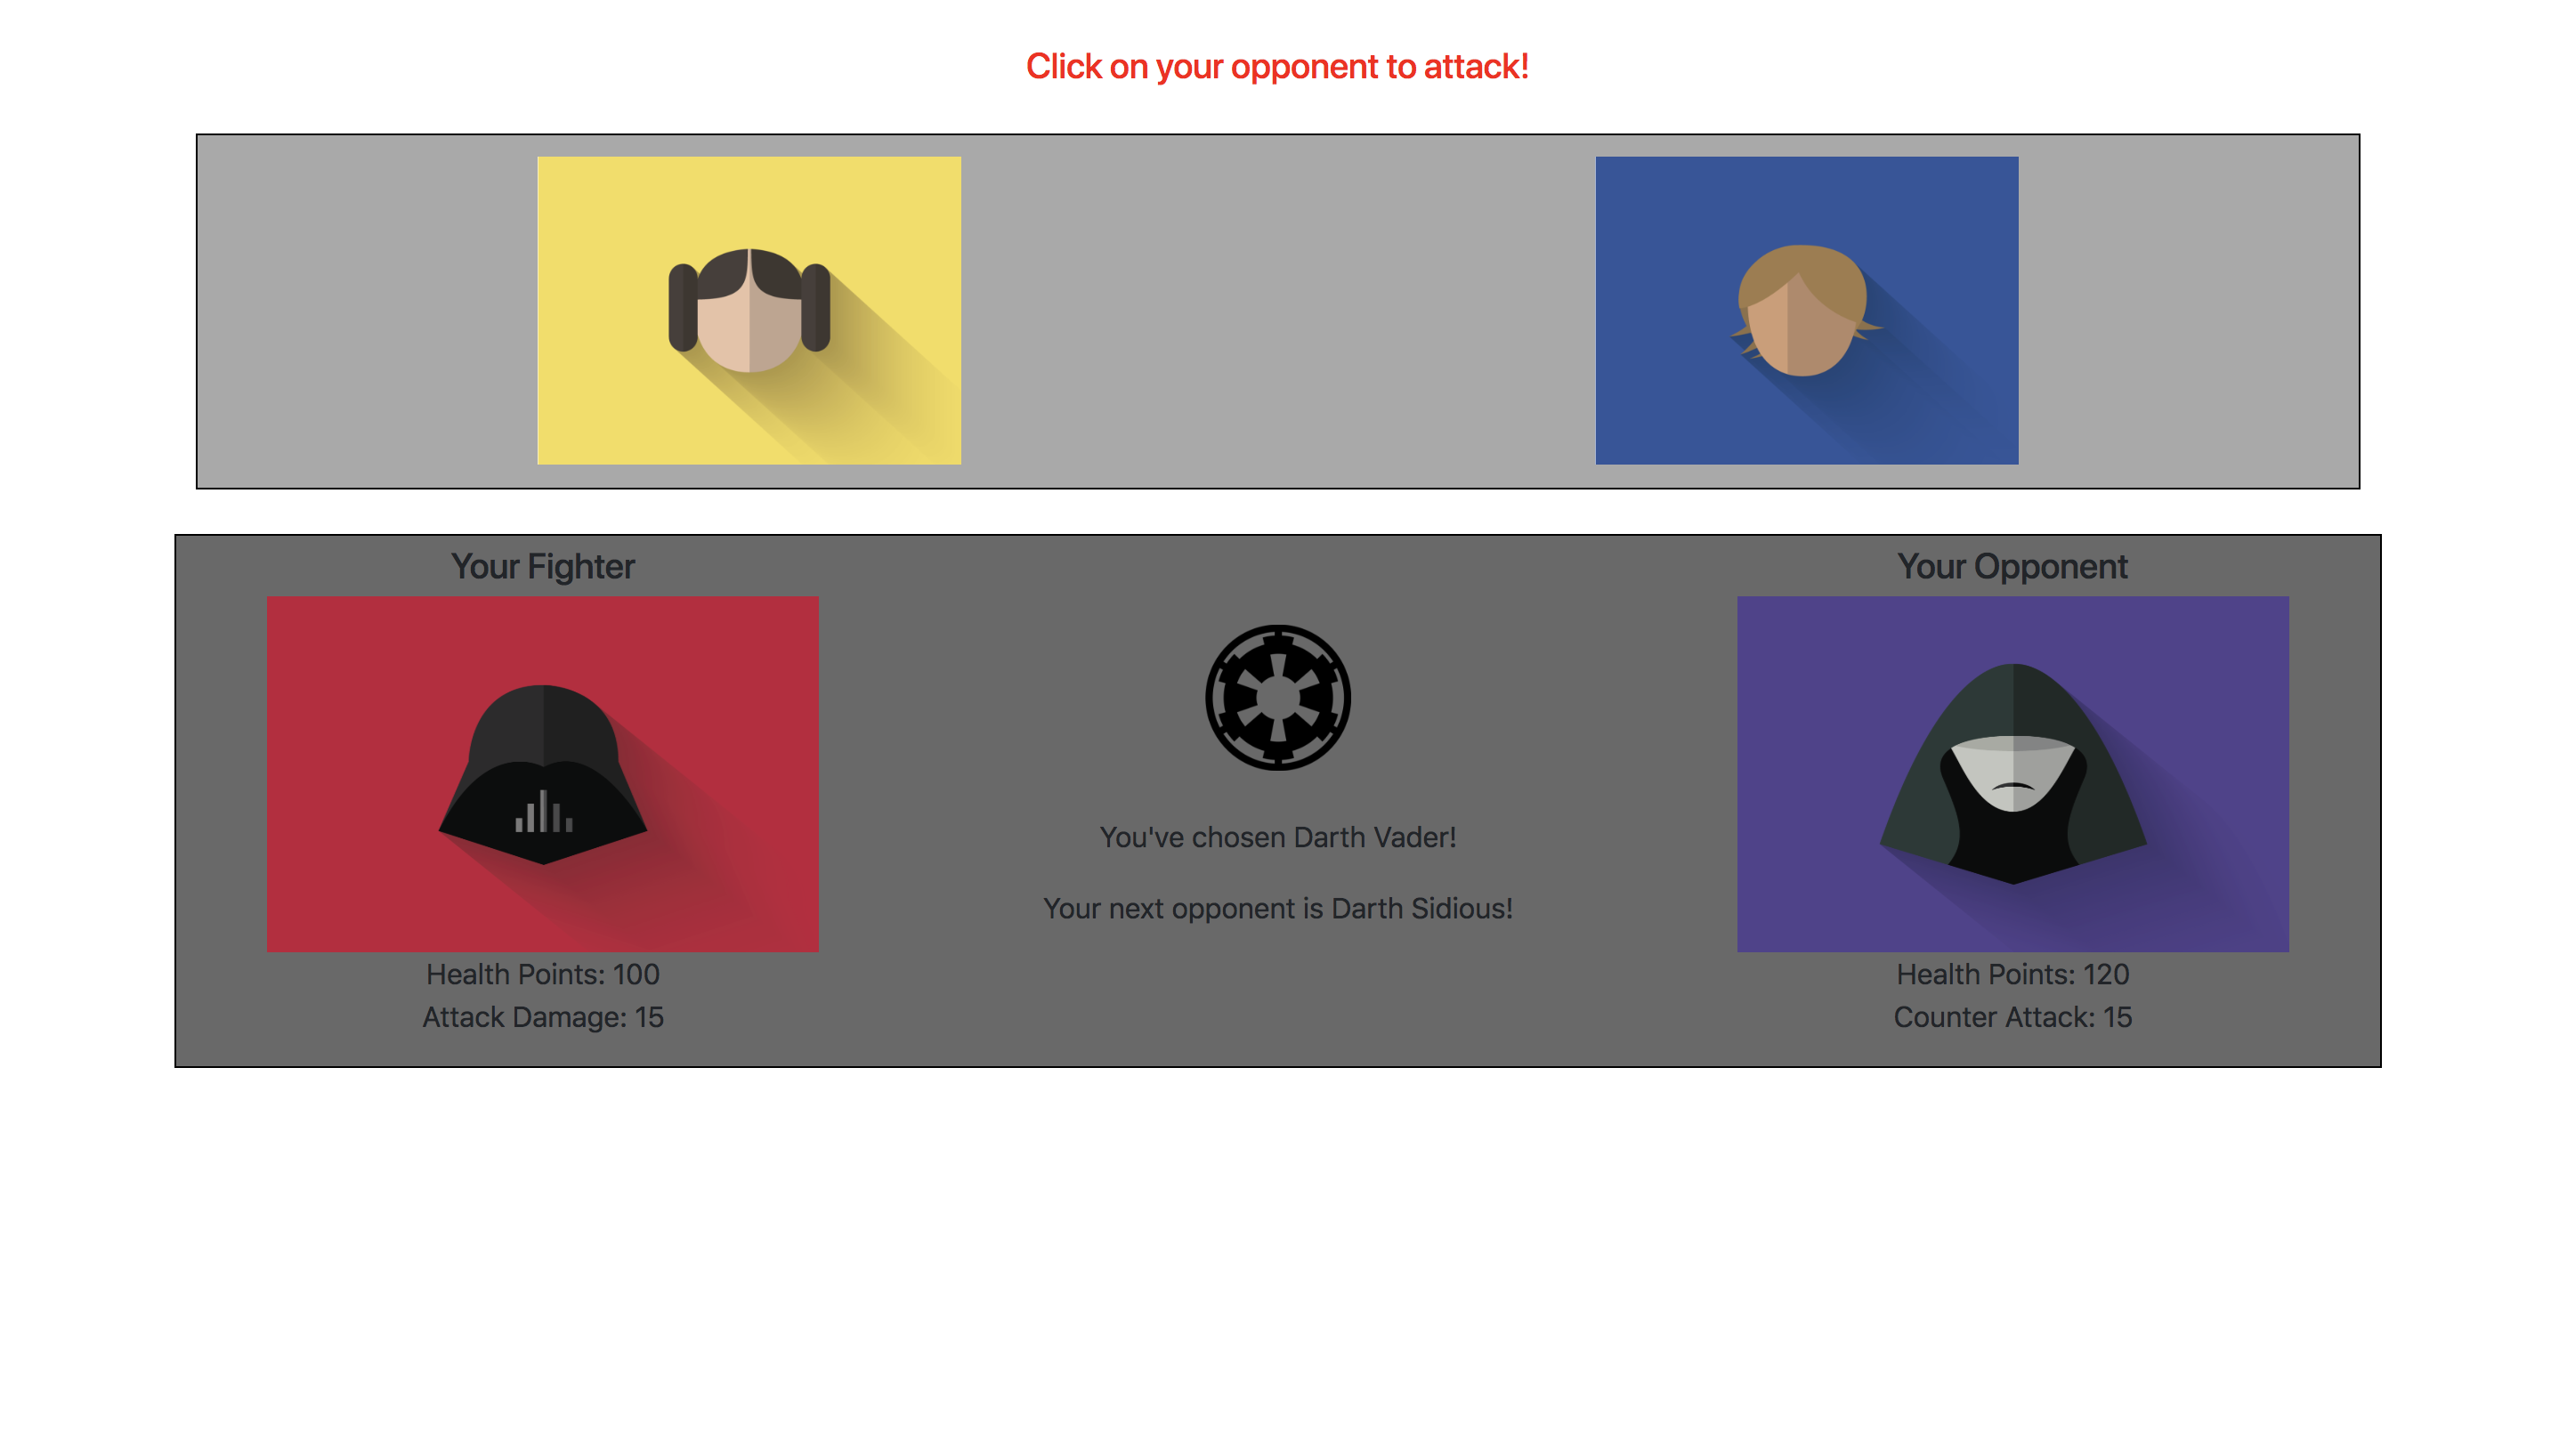 Click on your opponent to attack!
Your Fighter
Your Opponent
You've chosen Darth Vader!
Your next opponent is Darth Sidious!
Health Points: 100
Attack Damage: 15
Health Points: 120
Counter Attack: 15